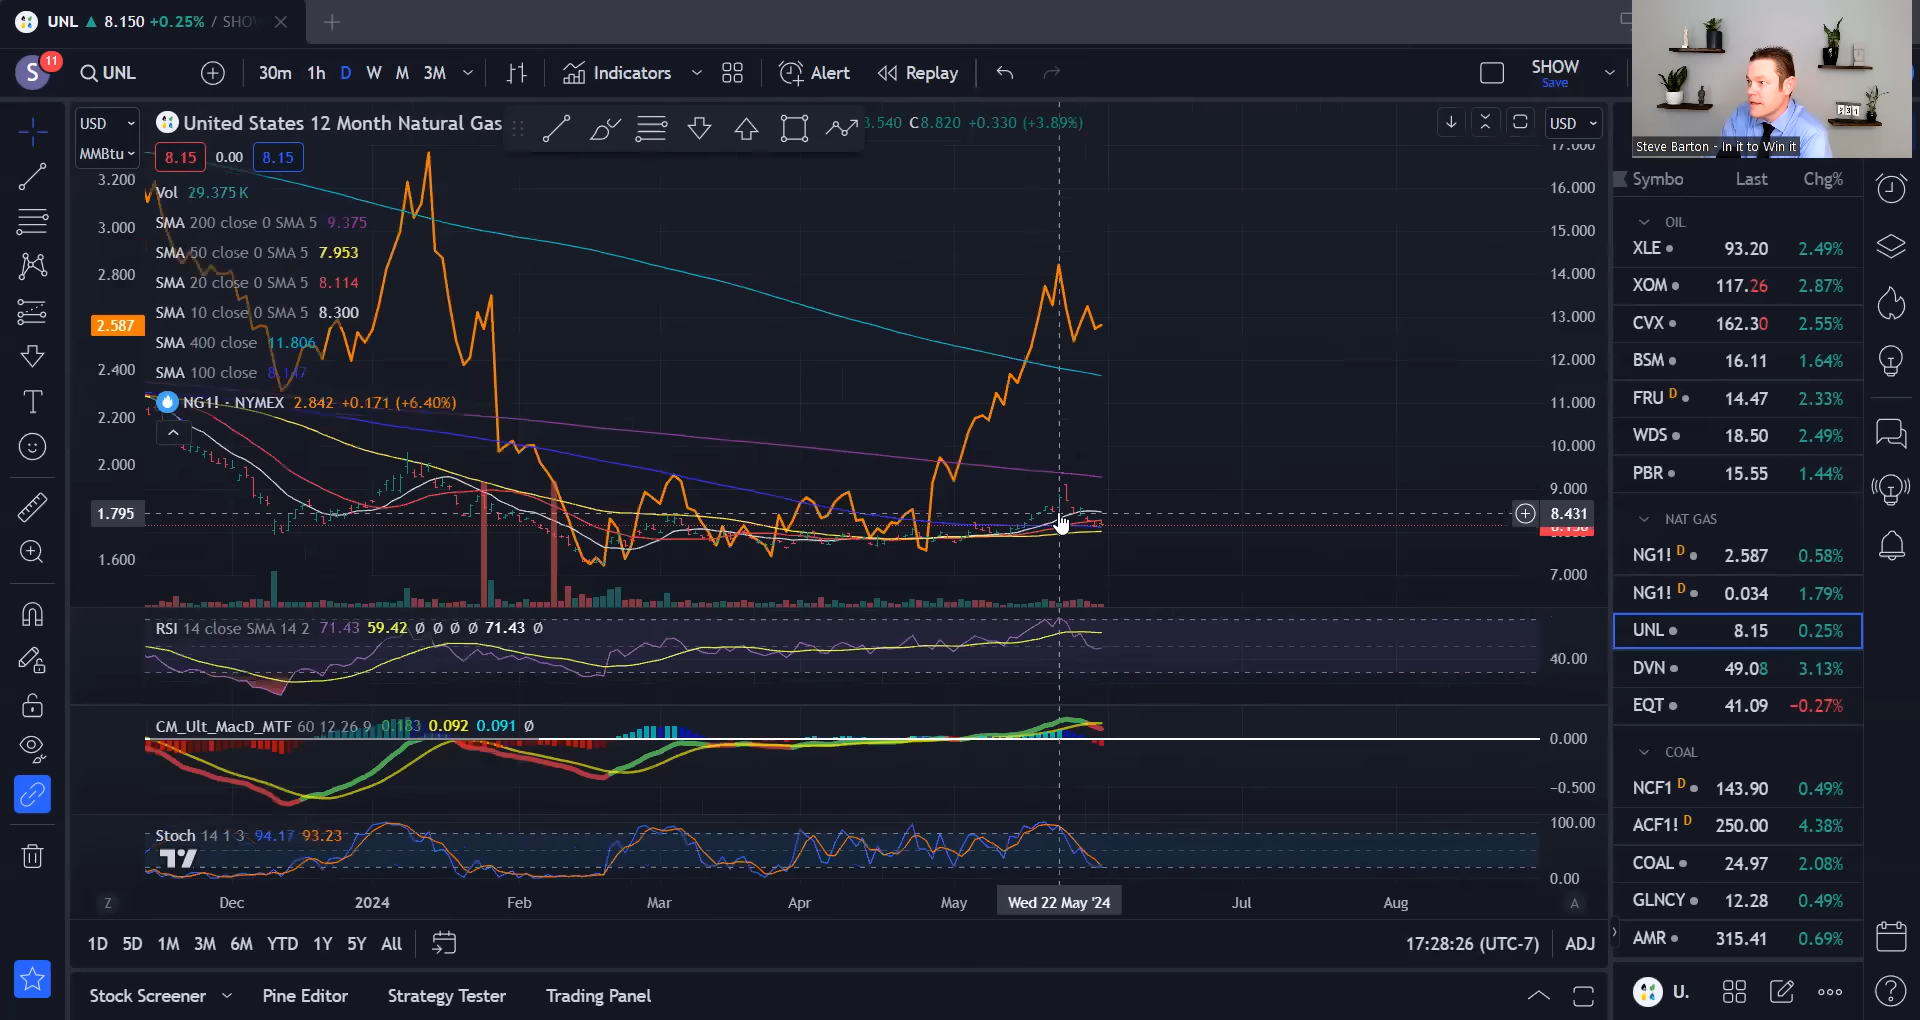 UNL ▲ 8.150 +0.25% / SHO
S 11 UNL 30m 1h D W M 3M Indicators Alert Replay SHOW
Save
Steve Barton - In it to Win it
USD United States 12 Month Natural Gas 3.540 C8.820 +0.330 (+3.89%) USD
MMBtu 8.15 0.00 8.15
Vol 29.375K
SMA 200 close 0 SMA 5 9.375
SMA 50 close 0 SMA 5 7.953
SMA 20 close 0 SMA 5 8.114
SMA 10 close 0 SMA 5 8.300
SMA 400 close 11.806
SMA 100 close 8.147
NG1! · NYMEX 2.842 +0.171 (+6.40%)
3.200
3.000
2.800
2.587
2.400
2.200
2.000
1.795
1.600
17.000
16.000
15.000
14.000
13.000
12.000
11.000
10.000
9.000
8.431
7.000
RSI 14 close SMA 14 2 71.43 59.42 Ø Ø Ø Ø 71.43 Ø
40.00
CM_Ult_MacD_MTF 60 12 26 9 0.183 0.092 0.091 Ø
0.000
−0.500
Stoch 14 1 3 94.17 93.23
100.00
0.00
Z Dec 2024 Feb Mar Apr May Wed 22 May '24 Jul Aug A
1D 5D 1M 3M 6M YTD 1Y 5Y All 17:28:26 (UTC-7) ADJ
Stock Screener Pine Editor Strategy Tester Trading Panel
Symbo Last Chg%
OIL
XLE 93.20 2.49%
XOM 117.26 2.87%
CVX 162.30 2.55%
BSM 16.11 1.64%
FRU D 14.47 2.33%
WDS 18.50 2.49%
PBR 15.55 1.44%
NAT GAS
NG1! D 2.587 0.58%
NG1! D 0.034 1.79%
UNL 8.15 0.25%
DVN 49.08 3.13%
EQT 41.09 −0.27%
COAL
NCF1 D 143.90 0.49%
ACF1! D 250.00 4.38%
COAL 24.97 2.08%
GLNCY 12.28 0.49%
AMR 315.41 0.69%
U.